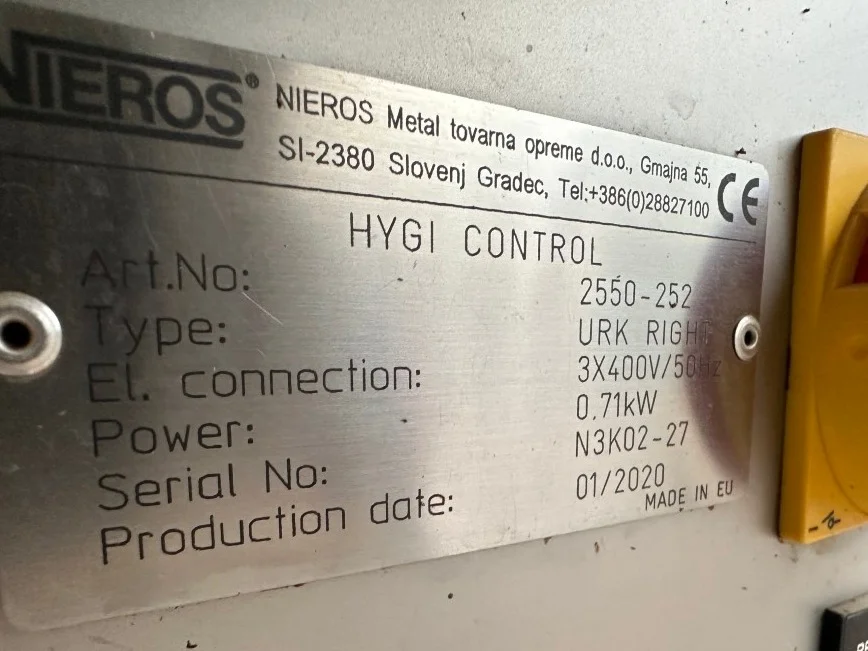 NIEROS® NIEROS Metal tovarna opreme d.o.o., Gmajna 55,
SI-2380 Slovenj Gradec, Tel:+386(0)28827100
CE
HYGI CONTROL
Art.No: 2550-252
Type: URK RIGHT
El. connection: 3X400V/50Hz
Power: 0.71kW
Serial No: N3K02-27
Production date: 01/2020
MADE IN EU